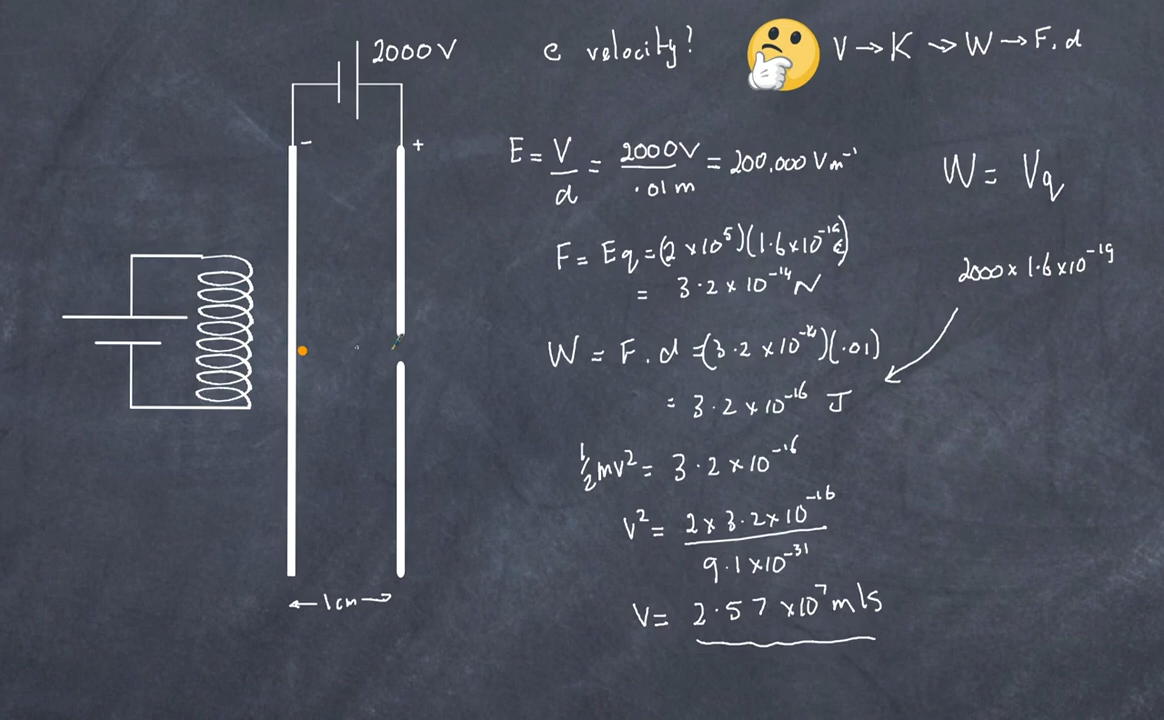 2000V
e velocity?
V → K → W → F.d
-
+
E = V/d = 2000V/.01m = 200,000 Vm⁻¹
W = Vq
F = Eq = (2 × 10⁵)(1.6 × 10⁻¹⁹)
= 3.2 × 10⁻¹⁴ N
2000 × 1.6 × 10⁻¹⁹
W = F.d = (3.2 × 10⁻¹⁴)(.01)
= 3.2 × 10⁻¹⁶ J
½mv² = 3.2 × 10⁻¹⁶
V² = 2 × 3.2 × 10⁻¹⁶/9.1 × 10⁻³¹
← 1cm →
V = 2.57 × 10⁷ m/s